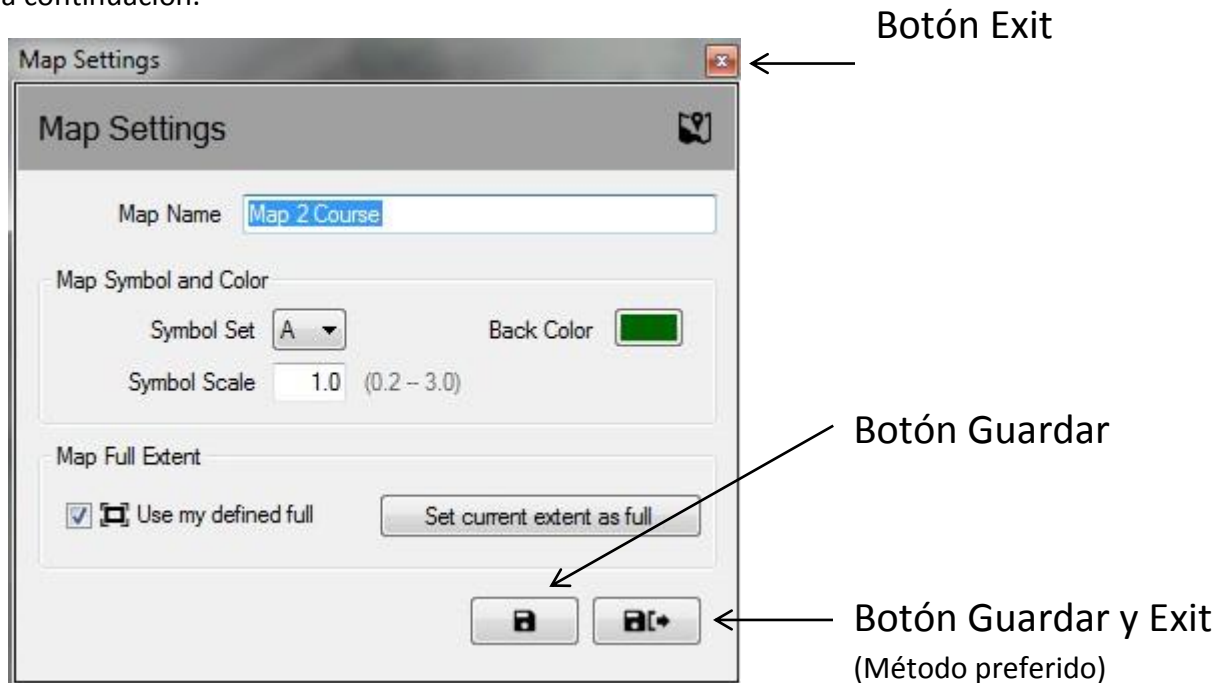 a continuación.
Botón Exit
Map Settings
Map Settings
Map Name Map 2 Course
Map Symbol and Color
Symbol Set A Back Color
Symbol Scale 1.0 (0.2 – 3.0)
Botón Guardar
Map Full Extent
Use my defined full Set current extent as full
Botón Guardar y Exit
(Método preferido)